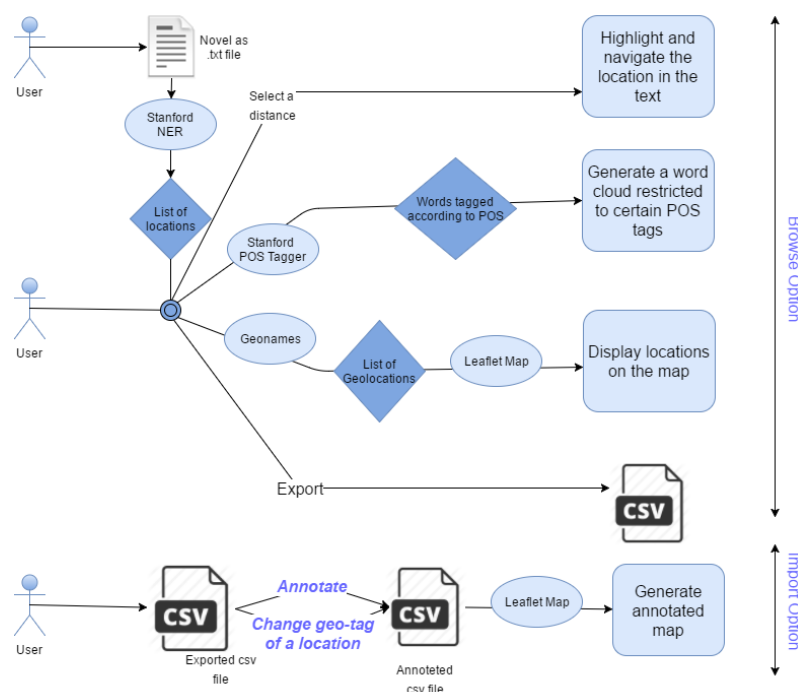 User
Novel as
.txt file
Stanford
NER
List of
locations
Select a
distance
Highlight and
navigate the
location in the
text
Stanford
POS Tagger
Words tagged
according to POS
Generate a word
cloud restricted
to certain POS
tags
User
Geonames
List of
Geolocations
Leaflet Map
Display locations
on the map
Export
CSV
Browse Option
User
CSV
Exported csv
file
Annotate
Change geo-tag
of a location
CSV
Annoteted
csv file
Leaflet Map
Generate
annotated
map
Import Option